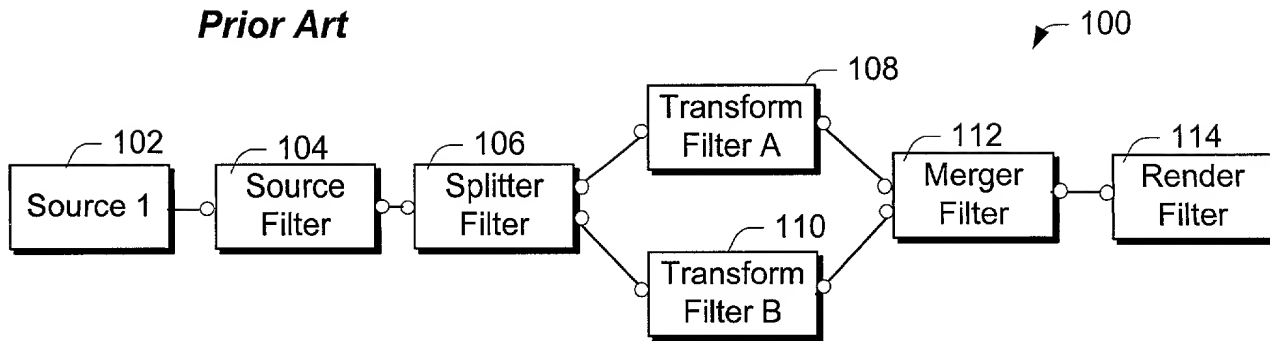 Prior Art
100
108
Transform
Filter A
102
Source 1
104
Source
Filter
106
Splitter
Filter
112
Merger
Filter
114
Render
Filter
110
Transform
Filter B